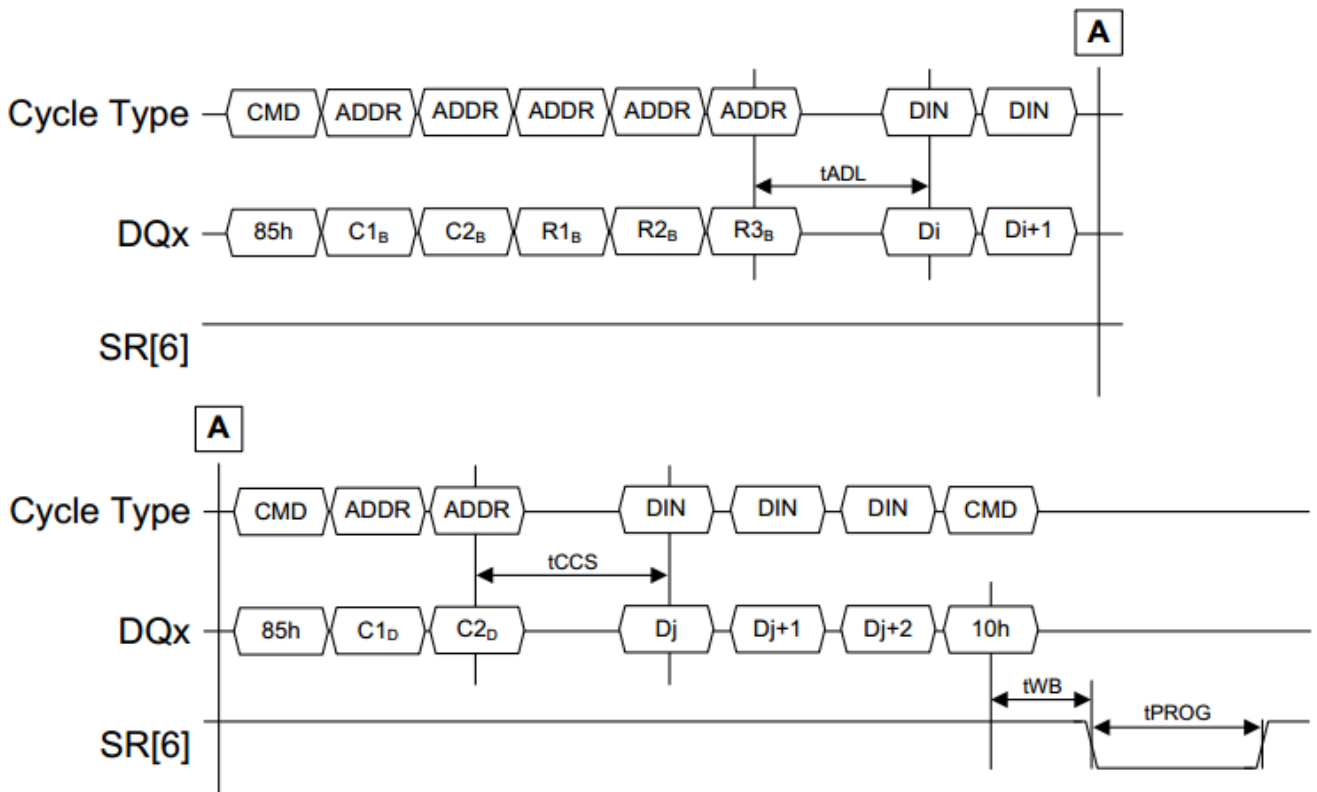 A
Cycle Type CMD ADDR ADDR ADDR ADDR ADDR DIN DIN
tADL
DQx 85h C1B C2B R1B R2B R3B Di Di+1
SR[6]
A
Cycle Type CMD ADDR ADDR DIN DIN DIN CMD
tCCS
DQx 85h C1D C2D Dj Dj+1 Dj+2 10h
tWB
tPROG
SR[6]